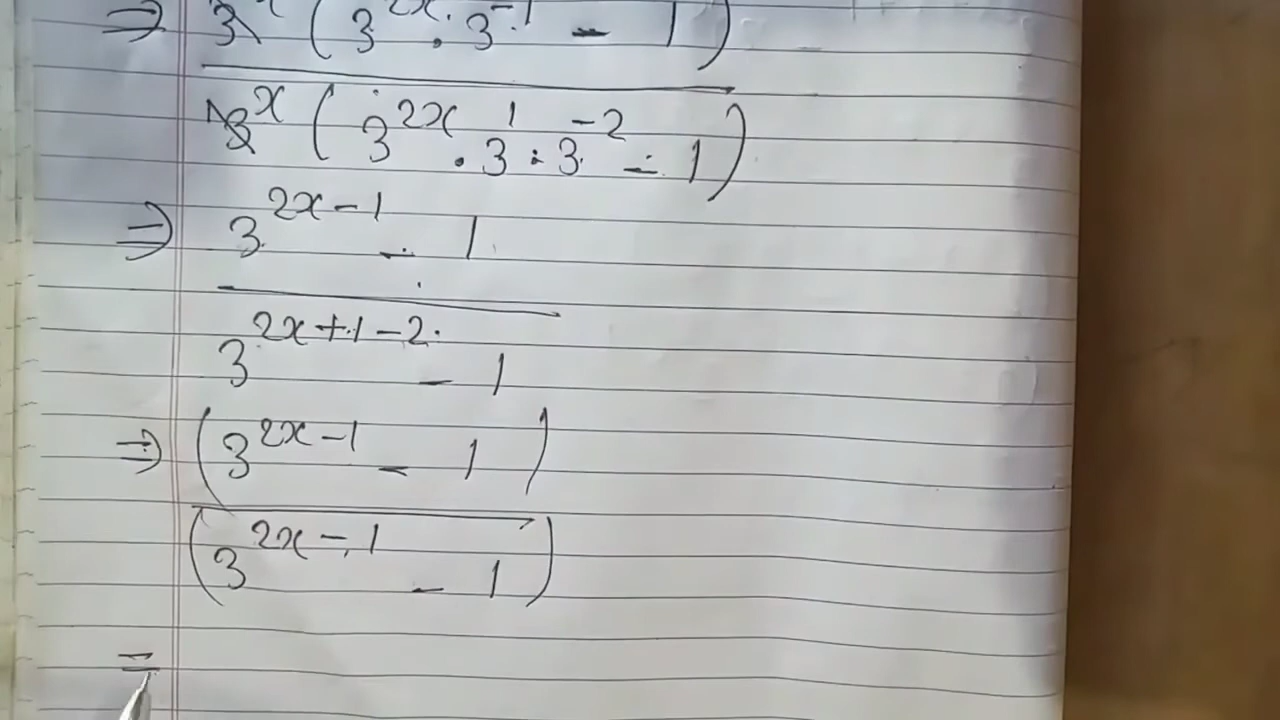 ⇒ 3^x ( 3^2x . 3^-1 - 1 )
3^x ( 3^2x . 3^1 . 3^-2 - 1 )
⇒ 3^2x-1 - 1
3^2x+1-2 - 1
⇒ ( 3^2x-1 - 1 )
( 3^2x-1 - 1 )
=